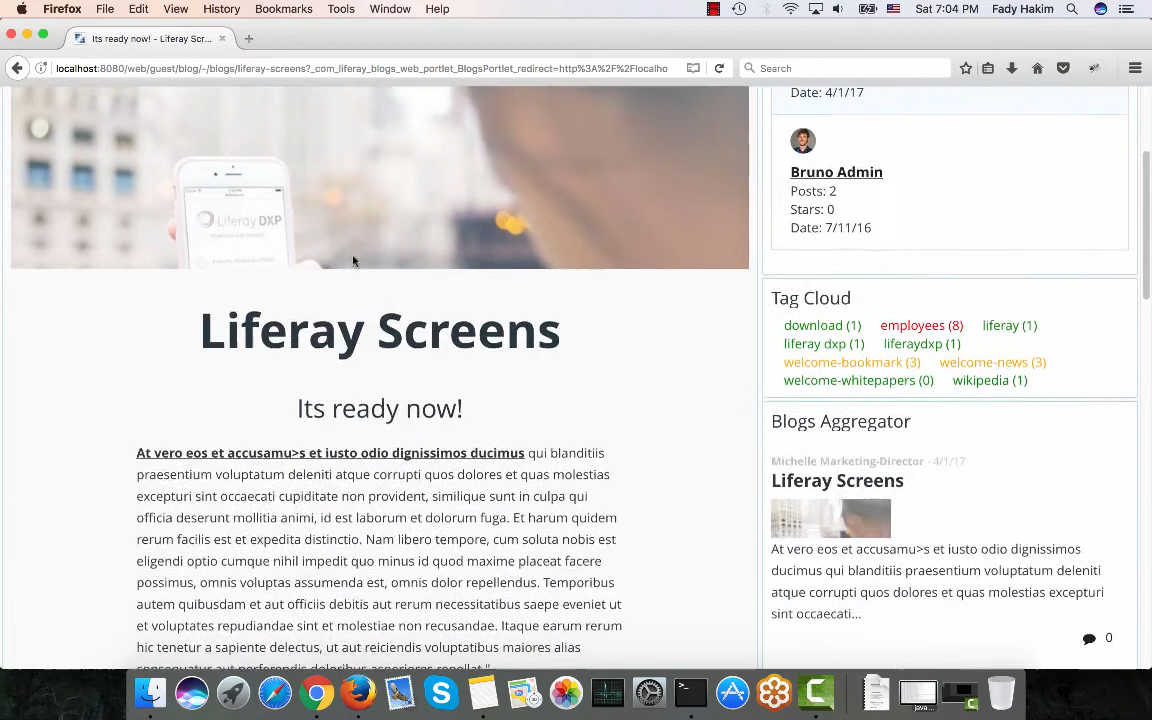 Firefox File Edit View History Bookmarks Tools Window Help Sat 7:04 PM Fady Hakim
Its ready now! - Liferay Scr...
localhost:8080/web/guest/blog/-/blogs/liferay-screens?_com_liferay_blogs_web_portlet_BlogsPortlet_redirect=http%3A%2F%2Flocalho Search
Liferay DXP
Liferay Screens
Its ready now!
At vero eos et accusamu>s et iusto odio dignissimos ducimus qui blanditiis
praesentium voluptatum deleniti atque corrupti quos dolores et quas molestias
excepturi sint occaecati cupiditate non provident, similique sunt in culpa qui
officia deserunt mollitia animi, id est laborum et dolorum fuga. Et harum quidem
rerum facilis est et expedita distinctio. Nam libero tempore, cum soluta nobis est
eligendi optio cumque nihil impedit quo minus id quod maxime placeat facere
possimus, omnis voluptas assumenda est, omnis dolor repellendus. Temporibus
autem quibusdam et aut officiis debitis aut rerum necessitatibus saepe eveniet ut
et voluptates repudiandae sint et molestiae non recusandae. Itaque earum rerum
hic tenetur a sapiente delectus, ut aut reiciendis voluptatibus maiores alias
consequatur aut perferendis doloribus asperiores repellat."
Date: 4/1/17
Bruno Admin
Posts: 2
Stars: 0
Date: 7/11/16
Tag Cloud
download (1) employees (8) liferay (1)
liferay dxp (1) liferaydxp (1)
welcome-bookmark (3) welcome-news (3)
welcome-whitepapers (0) wikipedia (1)
Blogs Aggregator
Michelle Marketing-Director - 4/1/17
Liferay Screens
At vero eos et accusamu>s et iusto odio dignissimos
ducimus qui blanditiis praesentium voluptatum deleniti
atque corrupti quos dolores et quas molestias excepturi
sint occaecati...
0